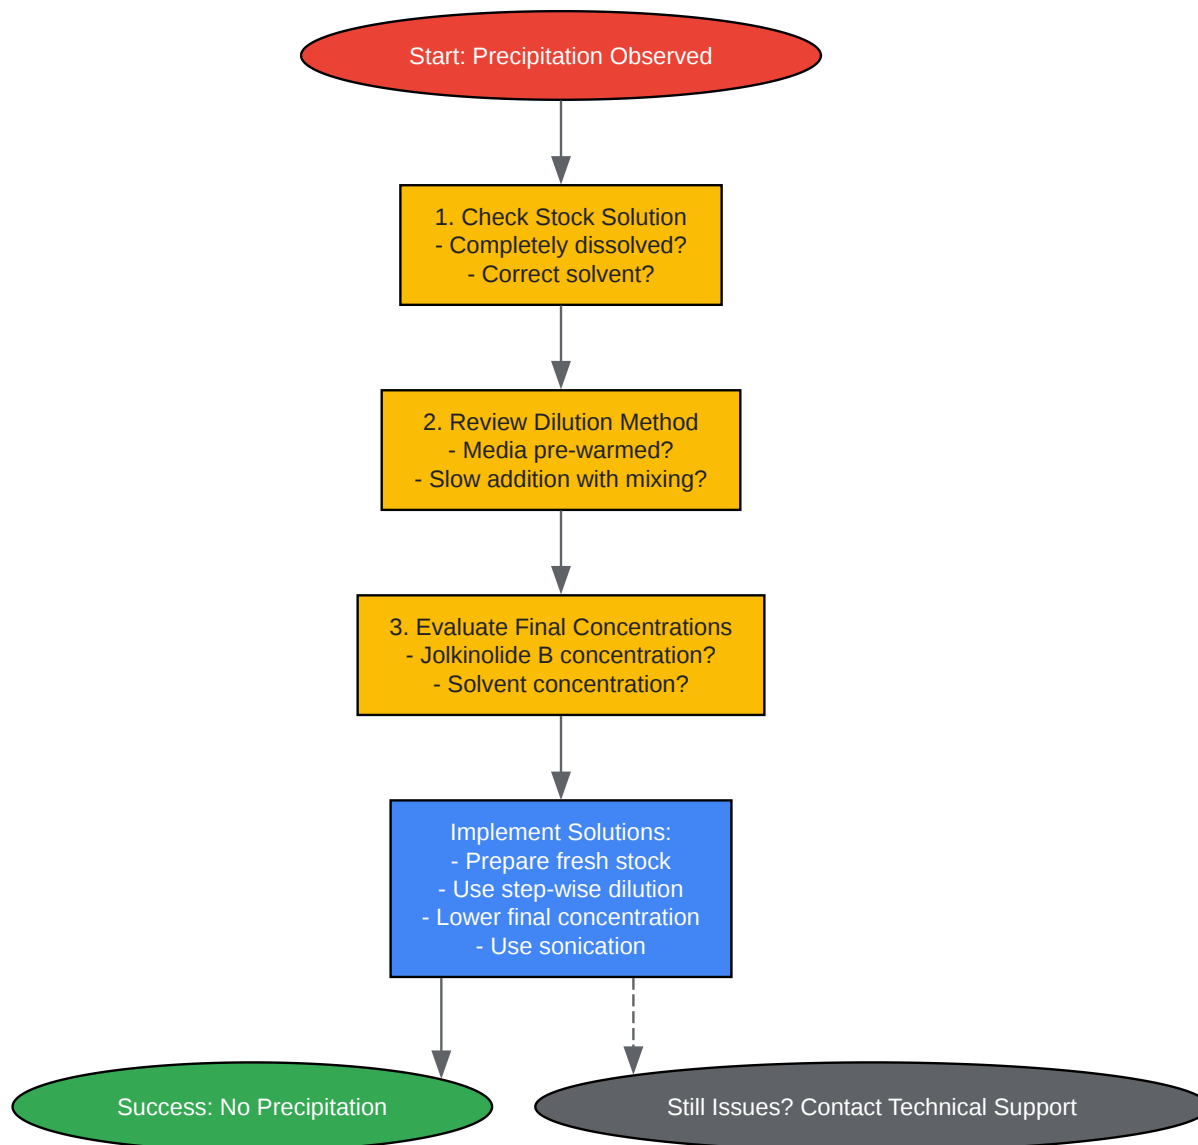 Start: Precipitation Observed
1. Check Stock Solution
- Completely dissolved?
- Correct solvent?
2. Review Dilution Method
- Media pre-warmed?
- Slow addition with mixing?
3. Evaluate Final Concentrations
- Jolkinolide B concentration?
- Solvent concentration?
Implement Solutions:
- Prepare fresh stock
- Use step-wise dilution
- Lower final concentration
- Use sonication
Success: No Precipitation
Still Issues? Contact Technical Support